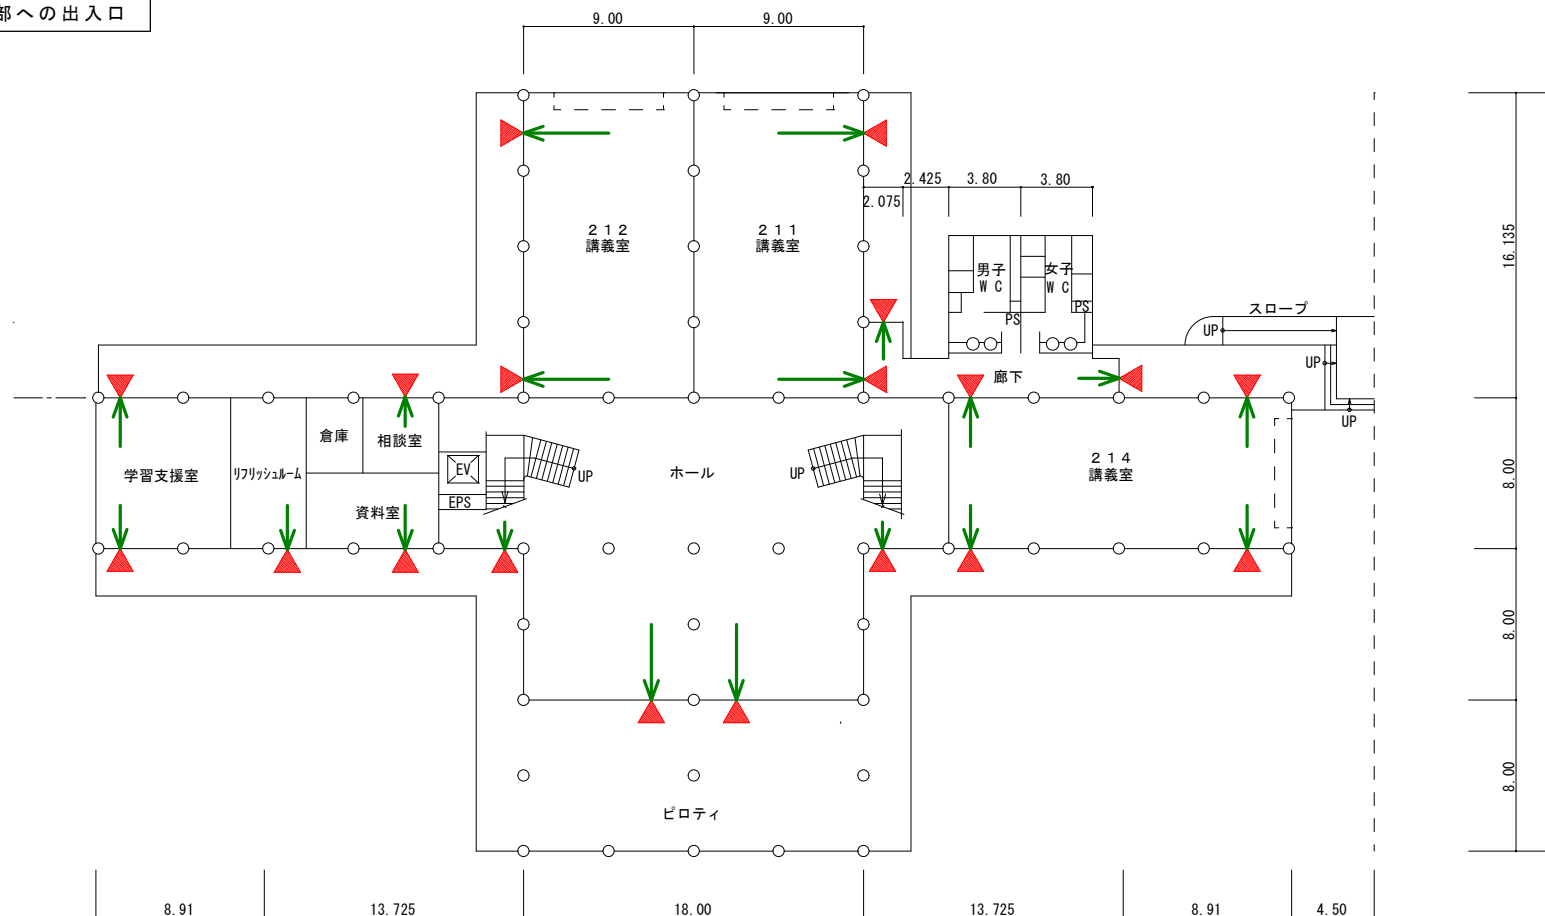 部への出入口
9.00
9.00
2.425
3.80
3.80
2.075
16.135
212
講義室
211
講義室
男子
WC
女子
WC
PS
PS
スロープ
UP
UP
UP
廊下
倉庫
相談室
学習支援室
ﾘﾌﾘｯｼｭﾙｰﾑ
EV
EPS
資料室
UP
ホール
UP
214
講義室
8.00
8.00
8.00
ピロティ
8.91
13.725
18.00
13.725
8.91
4.50